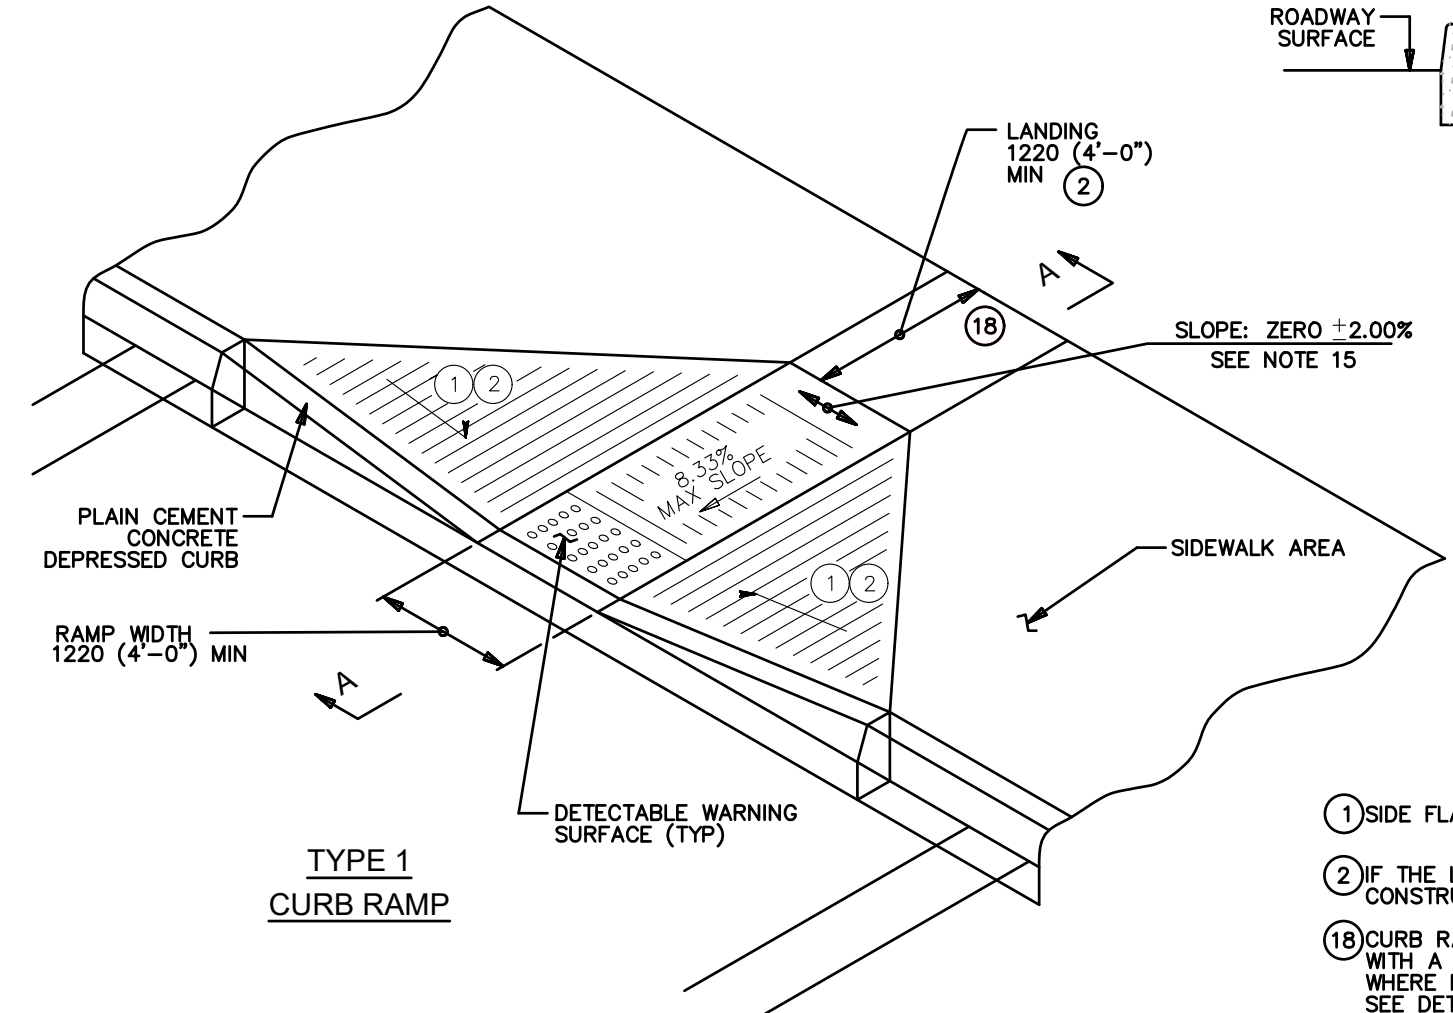 ROADWAY
SURFACE
LANDING
1220 (4'-0")
MIN 2
A
18
SLOPE: ZERO ±2.00%
SEE NOTE 15
1 2
8.33%
MAX SLOPE
PLAIN CEMENT
CONCRETE
DEPRESSED CURB
SIDEWALK AREA
1 2
RAMP WIDTH
1220 (4'-0") MIN
A
DETECTABLE WARNING
SURFACE (TYP)
TYPE 1
CURB RAMP
1 SIDE
2 IF THE
18 CURB
WITH A
WHERE
SEE